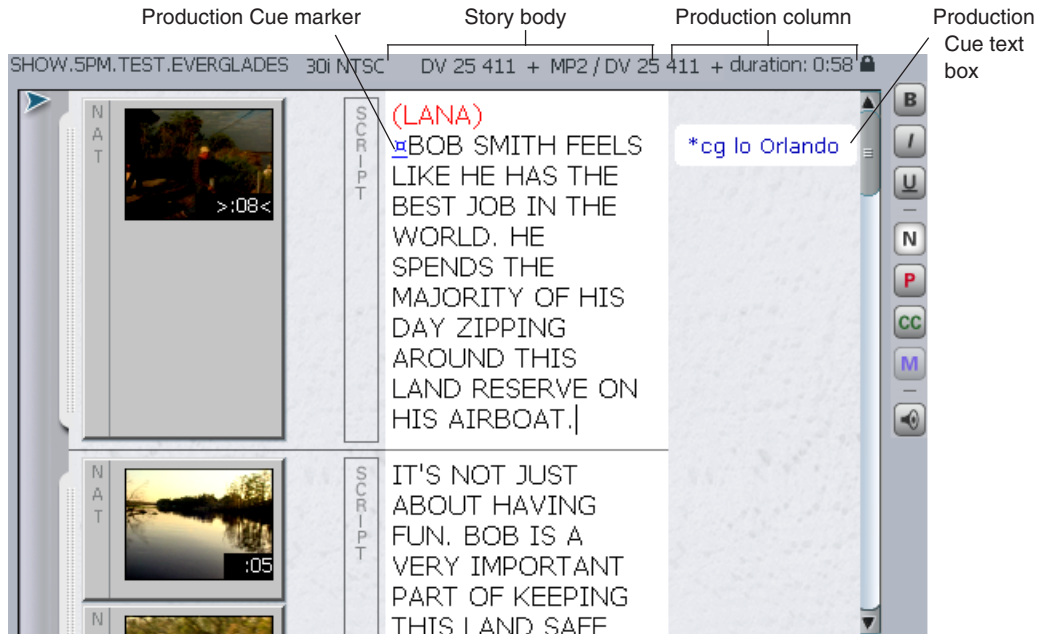 Production Cue marker
Story body
Production column
Production
Cue text
box
SHOW.5PM.TEST.EVERGLADES 30i NTSC DV 25 411 + MP2 / DV 25 411 + duration: 0:58
N
A
T
>:08<
S
C
R
I
P
T
(LANA)
¤BOB SMITH FEELS
LIKE HE HAS THE
BEST JOB IN THE
WORLD. HE
SPENDS THE
MAJORITY OF HIS
DAY ZIPPING
AROUND THIS
LAND RESERVE ON
HIS AIRBOAT.
*cg lo Orlando
B
I
U
N
P
CC
M
N
A
T
:05
S
C
R
I
P
T
IT'S NOT JUST
ABOUT HAVING
FUN. BOB IS A
VERY IMPORTANT
PART OF KEEPING
THIS LAND SAFE
N